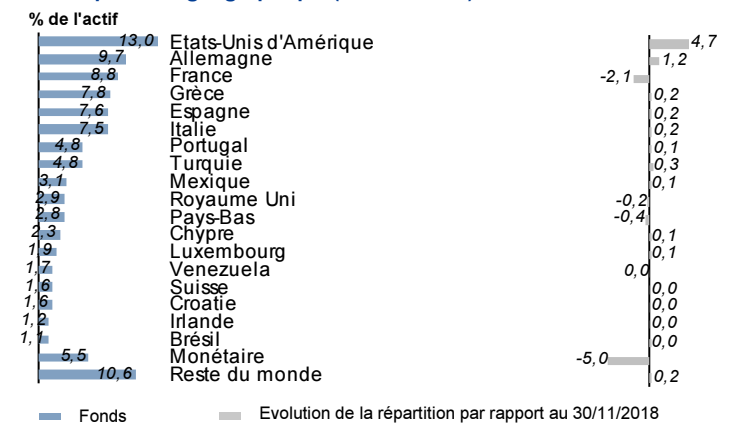 % de l'actif
13,0 Etats-Unis d'Amérique 4,7
9,7 Allemagne 1,2
8,8 France -2,1
7,8 Grèce 0,2
7,6 Espagne 0,2
7,5 Italie 0,2
4,8 Portugal 0,1
4,8 Turquie 0,3
3,1 Mexique 0,1
2,9 Royaume Uni -0,2
2,8 Pays-Bas -0,4
2,3 Chypre 0,1
1,9 Luxembourg 0,1
1,7 Venezuela 0,0
1,6 Suisse 0,0
1,6 Croatie 0,0
1,2 Irlande 0,0
1,1 Brésil 0,0
5,5 Monétaire -5,0
10,6 Reste du monde 0,2
Fonds Evolution de la répartition par rapport au 30/11/2018